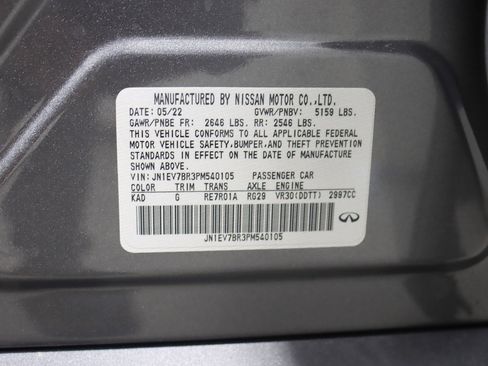 MANUFACTURED BY NISSAN MOTOR CO.,LTD.
DATE: 05/22 GVWR/PNBV: 5159 LBS.
GAWR/PNBE FR: 2646 LBS. RR: 2546 LBS.
THIS VEHICLE CONFORMS TO ALL APPLICABLE FEDERAL
MOTOR VEHICLE SAFETY,BUMPER,AND THEFT PREVENTION
STANDARDS IN EFFECT ON THE DATE OF MANUFACTURE
SHOWN ABOVE.
VIN: JN1EV7BR3PM540105 PASSENGER CAR
COLOR TRIM TRANS AXLE ENGINE
KAD G RE7R01A RG29 VR30(DDTT) 2997CC
JN1EV7BR3PM540105
INFINITI